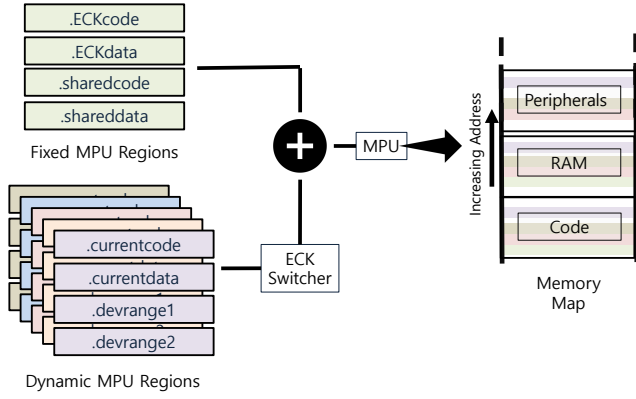 .ECKcode
.ECKdata
.sharedcode
.shareddata
Fixed MPU Regions
.currentcode
.currentdata
.devrange1
.devrange2
Dynamic MPU Regions
ECK
Switcher
MPU
Increasing Address
Peripherals
RAM
Code
Memory
Map